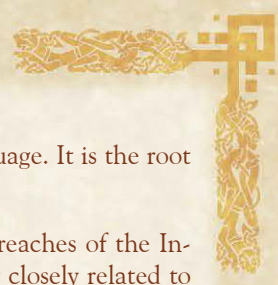 uage. It is the root
reaches of the In-
closely related to